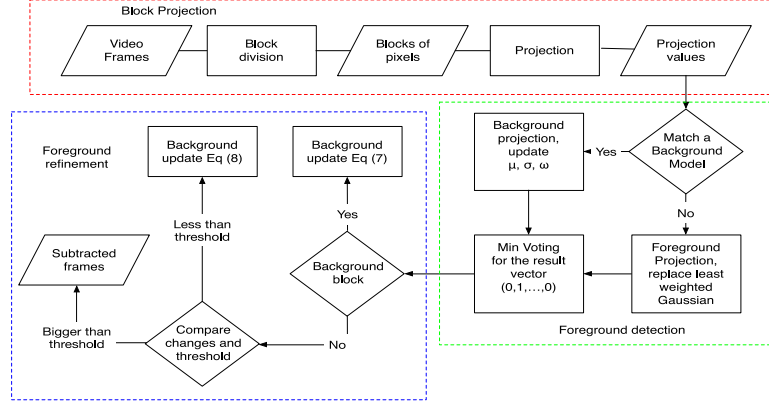 Block Projection
Video
Frames
Block
division
Blocks of
pixels
Projection
Projection
values
Foreground
refinement
Background
update Eq (8)
Background
update Eq (7)
Background
projection,
update
μ, σ, ω
Yes
Match a
Background
Model
No
Less than
threshold
Yes
Subtracted
frames
Background
block
Min Voting
for the result
vector
(0,1,...,0)
Foreground
Projection,
replace least
weighted
Gaussian
Bigger than
threshold
Compare
changes and
threshold
No
Foreground detection